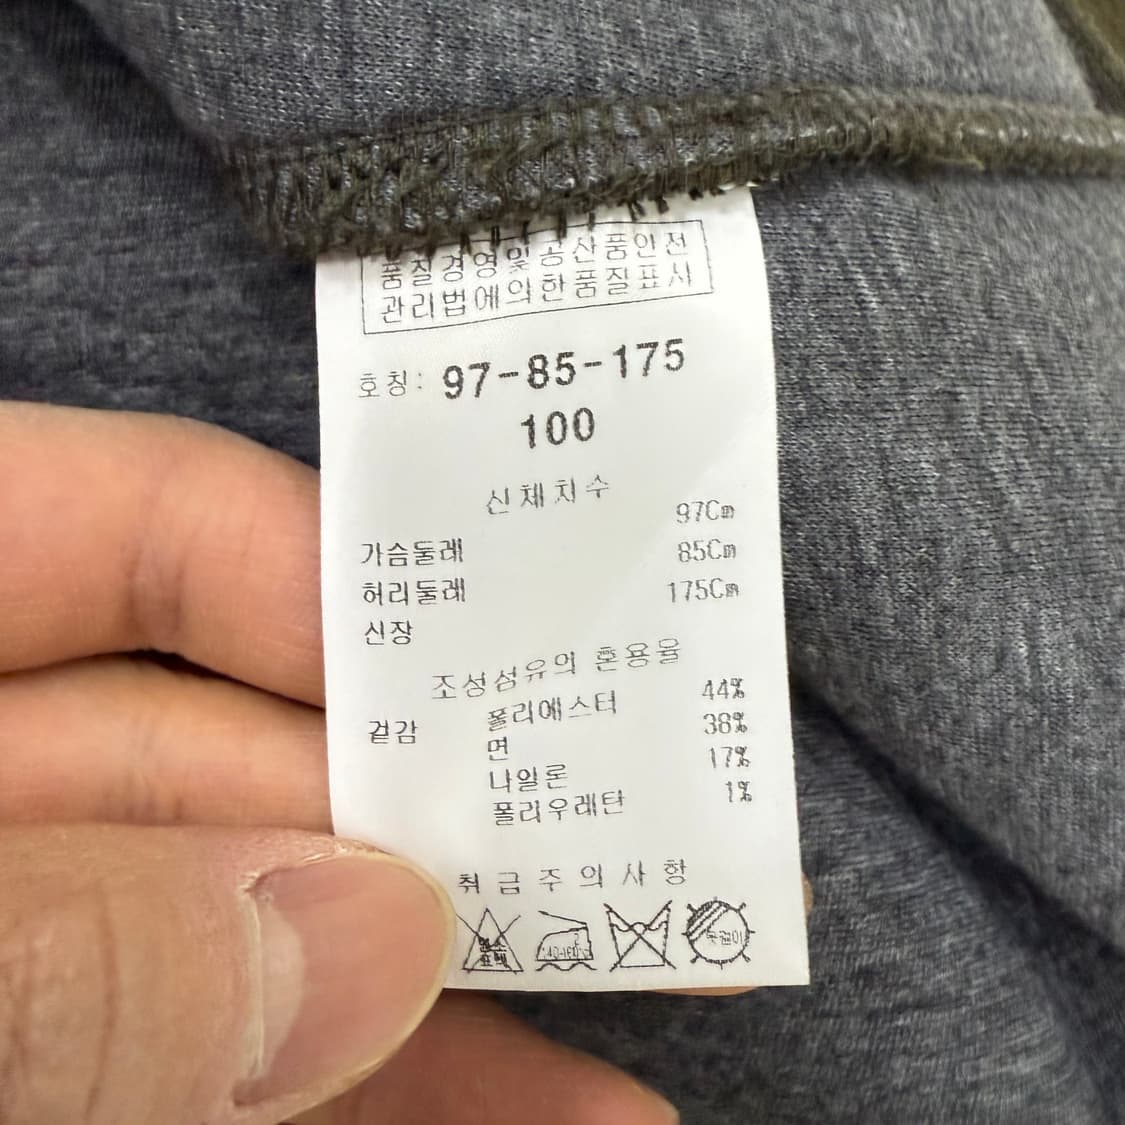 품질경영및공산품안전
관리법에의한품질표시
호칭: 97-85-175
100
신체치수
가슴둘레 97Cm
허리둘레 85Cm
신장 175Cm
조성섬유의 혼용율
겉감 폴리에스터 44%
면 38%
나일론 17%
폴리우레탄 1%
취급주의사항
염소
표백